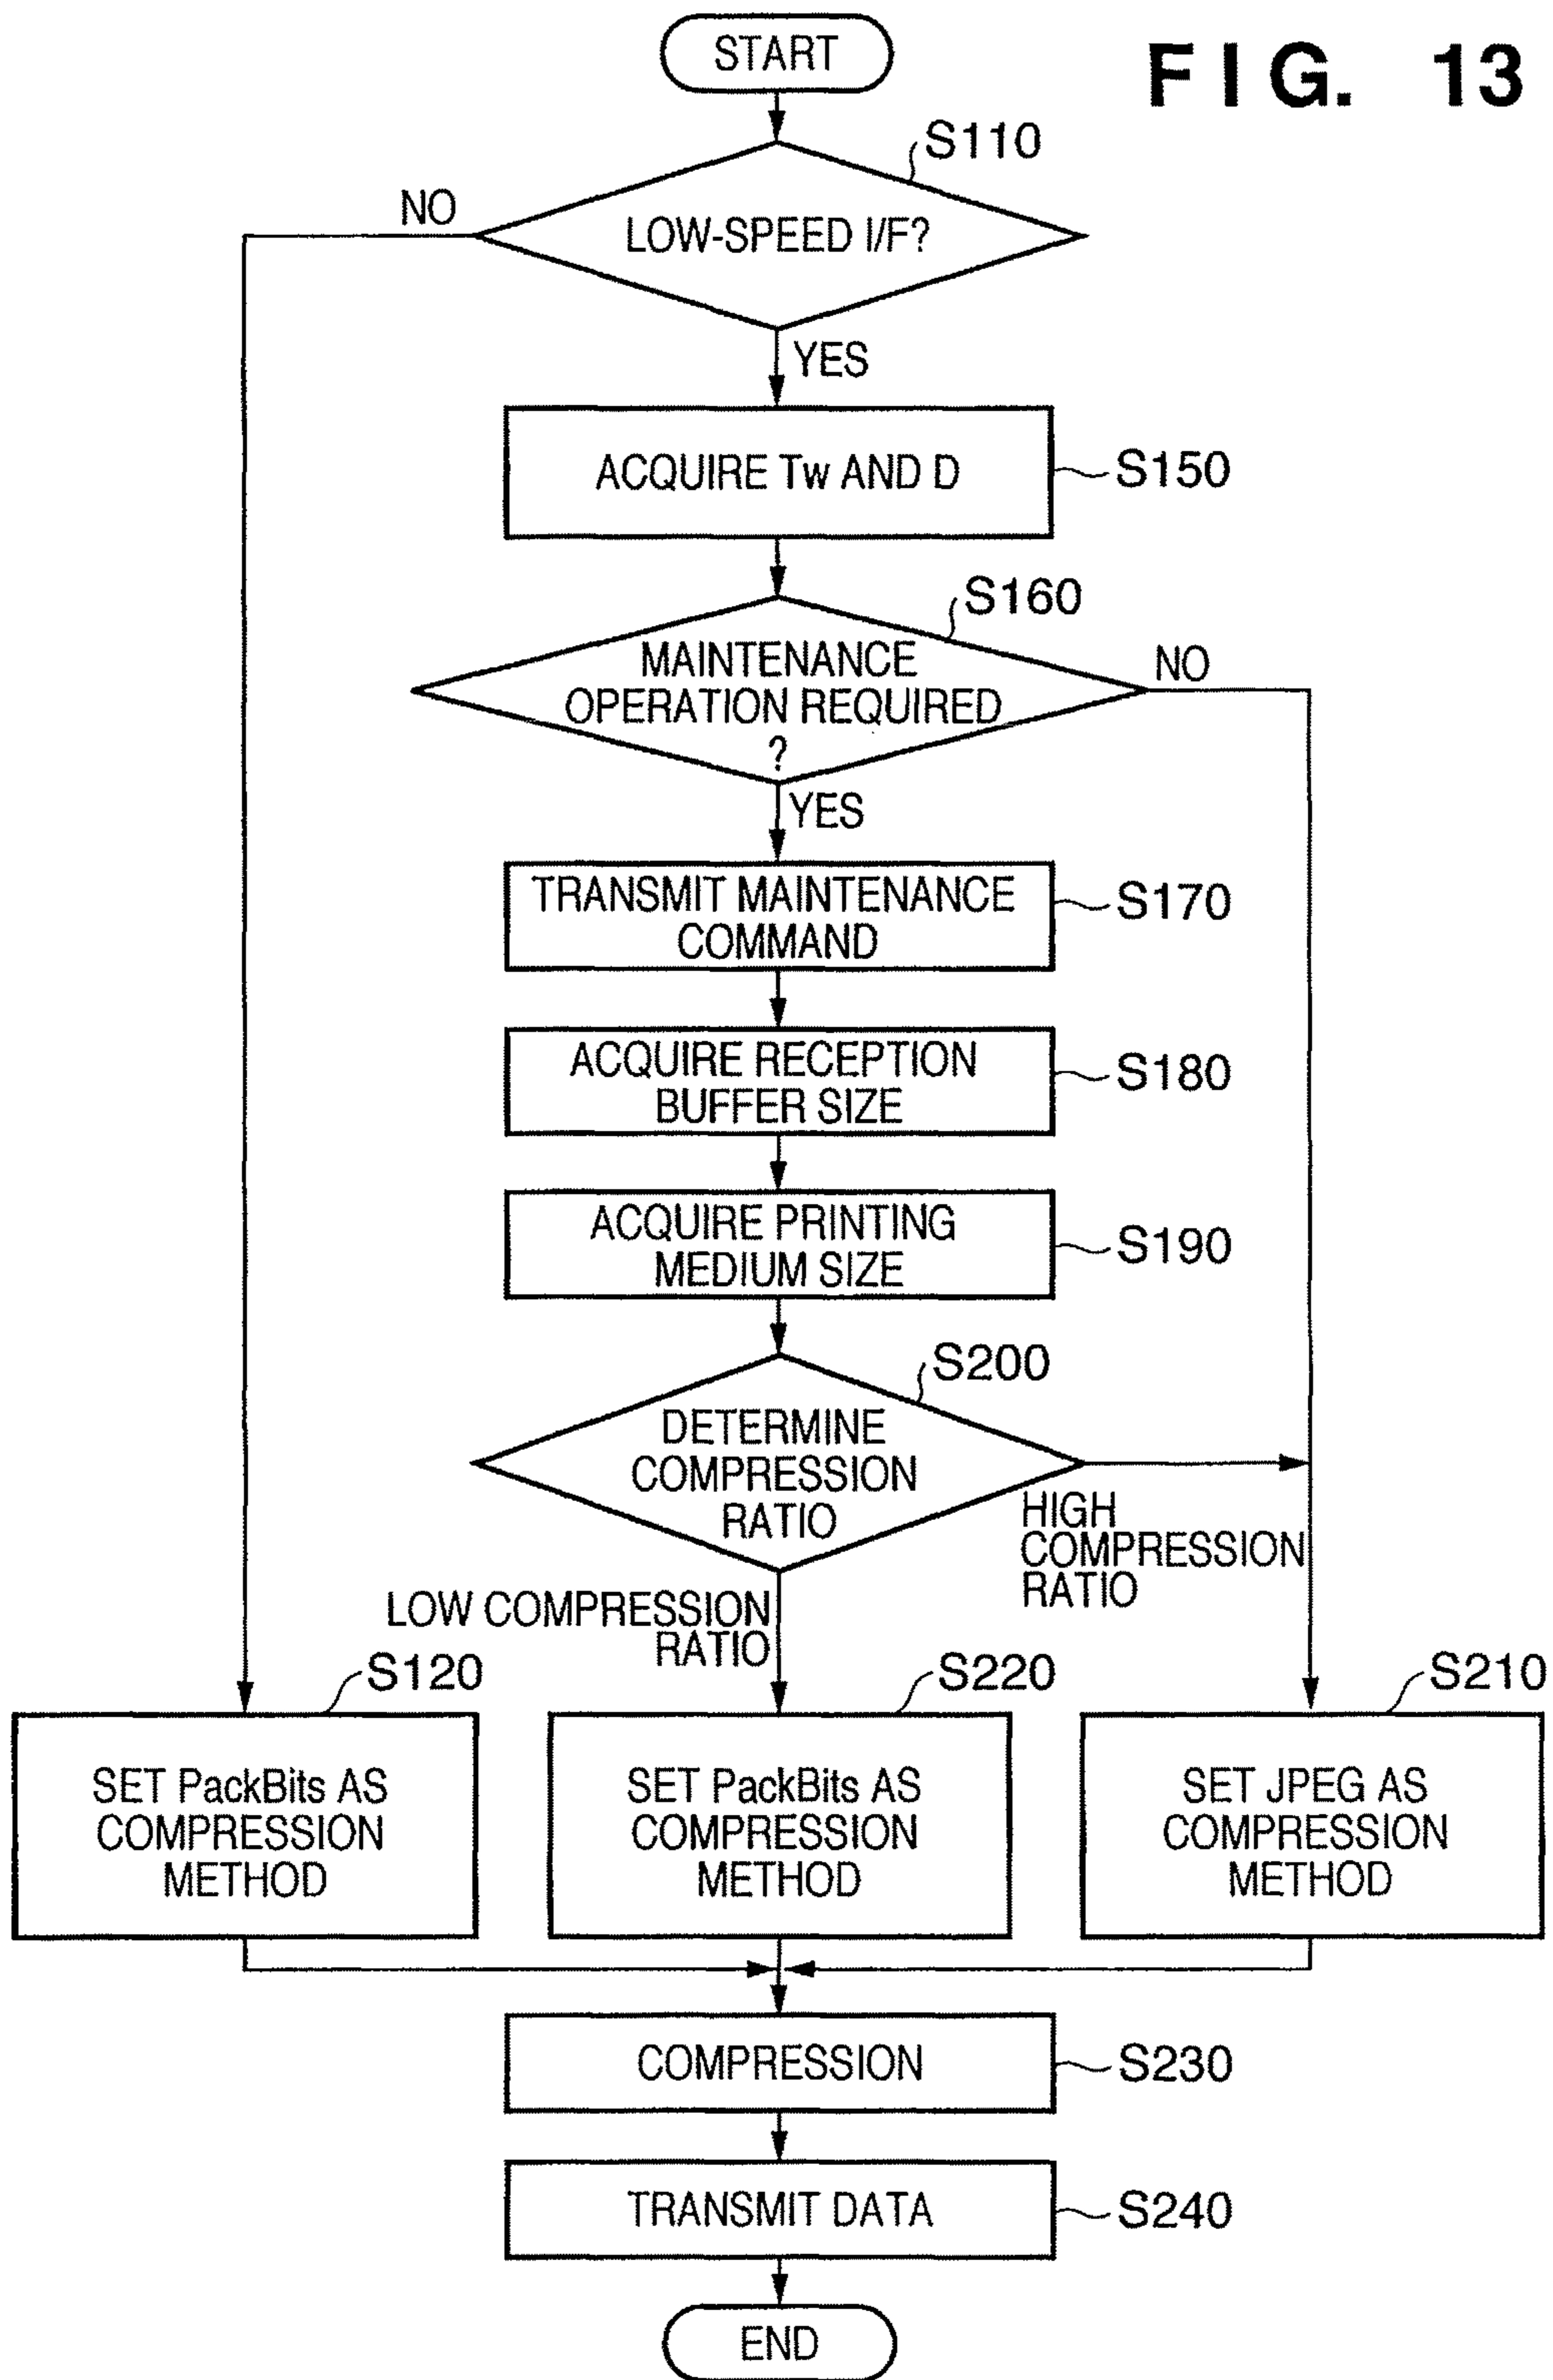 START
FIG. 13
S110
NO
LOW-SPEED I/F?
YES
ACQUIRE Tw AND D
S150
S160
MAINTENANCE
OPERATION REQUIRED
?
NO
YES
TRANSMIT MAINTENANCE
COMMAND
S170
ACQUIRE RECEPTION
BUFFER SIZE
S180
ACQUIRE PRINTING
MEDIUM SIZE
S190
S200
DETERMINE
COMPRESSION
RATIO
HIGH
COMPRESSION
RATIO
LOW COMPRESSION
RATIO
S120
S220
S210
SET PackBits AS
COMPRESSION
METHOD
SET PackBits AS
COMPRESSION
METHOD
SET JPEG AS
COMPRESSION
METHOD
COMPRESSION
S230
TRANSMIT DATA
S240
END